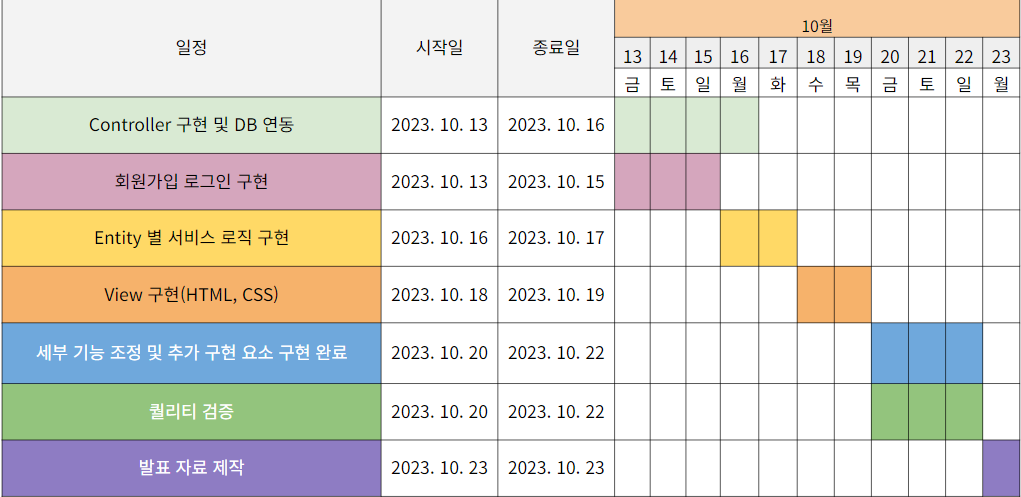 일정 시작일 종료일 10월
13 14 15 16 17 18 19 20 21 22 23
금 토 일 월 화 수 목 금 토 일 월
Controller 구현 및 DB 연동 2023. 10. 13 2023. 10. 16
회원가입 로그인 구현 2023. 10. 13 2023. 10. 15
Entity 별 서비스 로직 구현 2023. 10. 16 2023. 10. 17
View 구현(HTML, CSS) 2023. 10. 18 2023. 10. 19
세부 기능 조정 및 추가 구현 요소 구현 완료 2023. 10. 20 2023. 10. 22
퀄리티 검증 2023. 10. 20 2023. 10. 22
발표 자료 제작 2023. 10. 23 2023. 10. 23